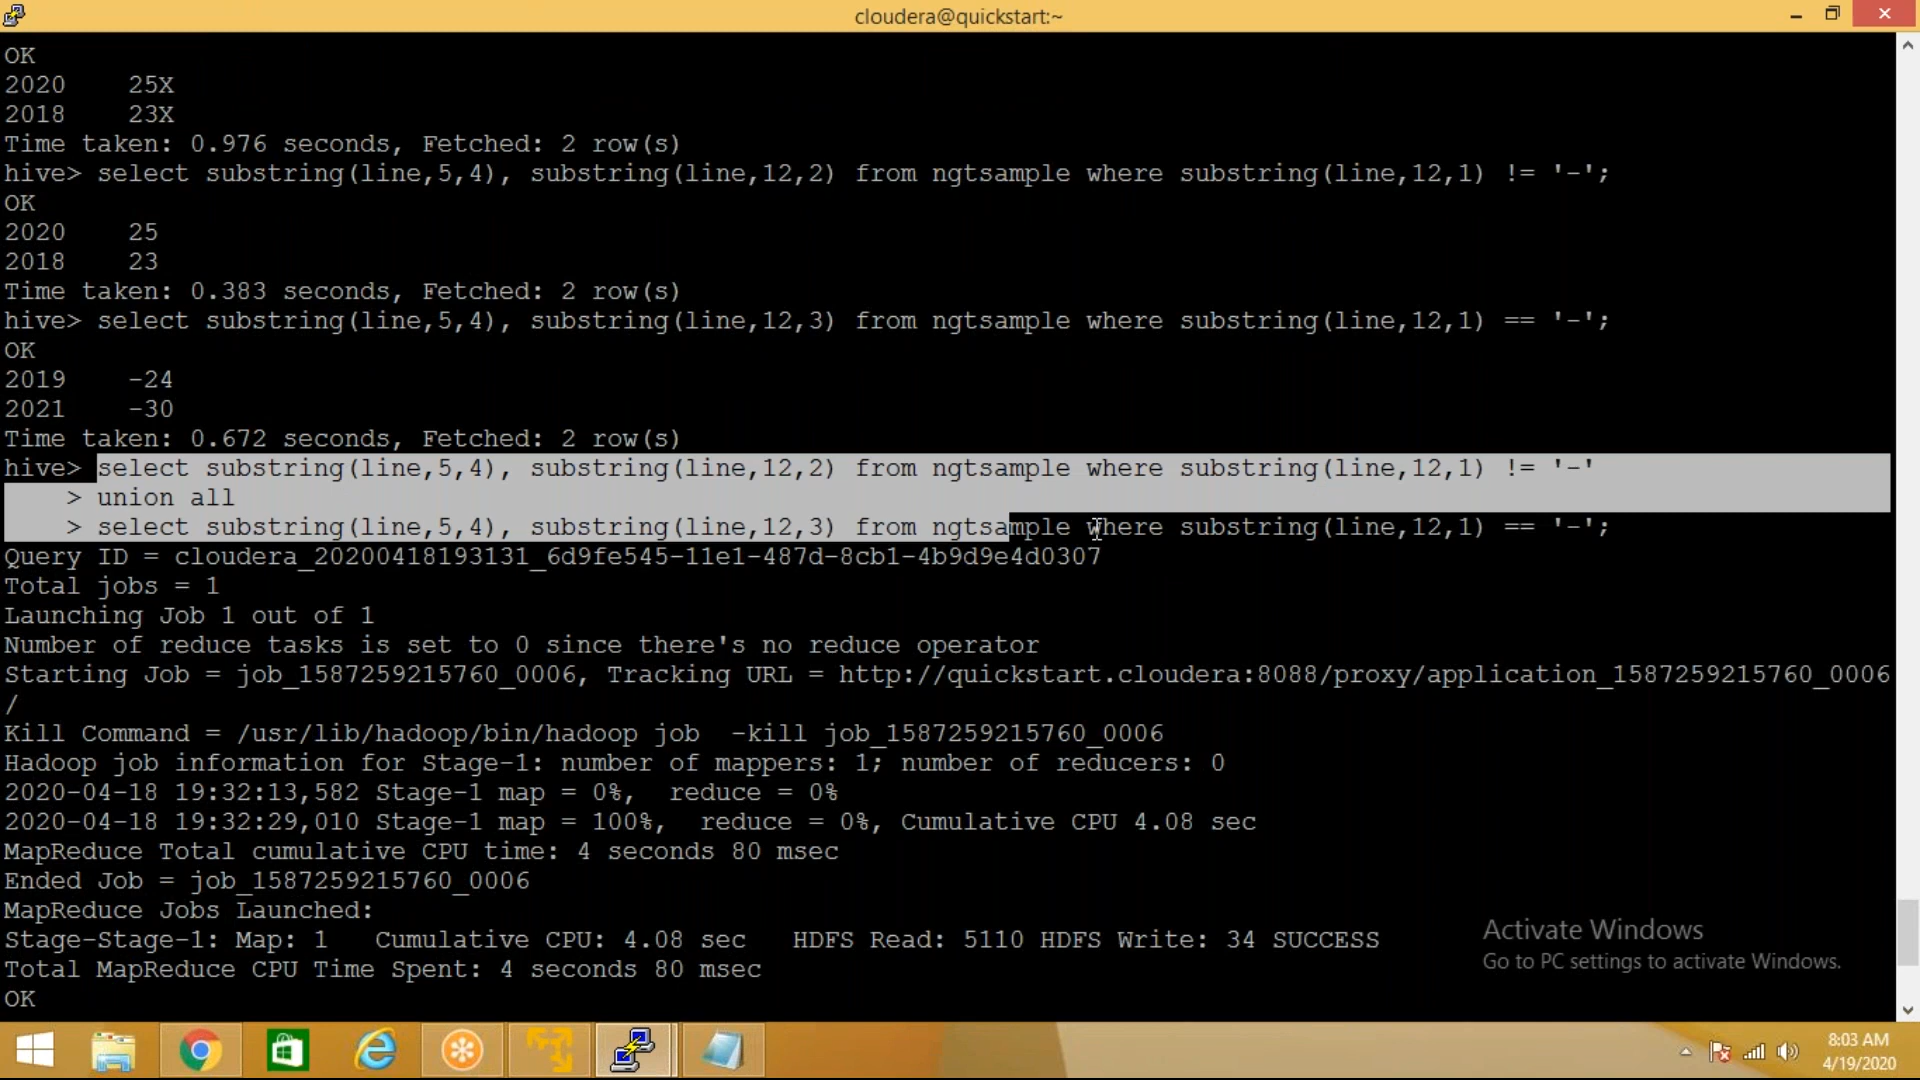 cloudera@quickstart:~
OK
2020    25X
2018    23X
Time taken: 0.976 seconds, Fetched: 2 row(s)
hive> select substring(line,5,4), substring(line,12,2) from ngtsample where substring(line,12,1) != '-';
OK
2020    25
2018    23
Time taken: 0.383 seconds, Fetched: 2 row(s)
hive> select substring(line,5,4), substring(line,12,3) from ngtsample where substring(line,12,1) == '-';
OK
2019    -24
2021    -30
Time taken: 0.672 seconds, Fetched: 2 row(s)
hive> select substring(line,5,4), substring(line,12,2) from ngtsample where substring(line,12,1) != '-'
    > union all
    > select substring(line,5,4), substring(line,12,3) from ngtsample where substring(line,12,1) == '-';
Query ID = cloudera_20200418193131_6d9fe545-11e1-487d-8cb1-4b9d9e4d0307
Total jobs = 1
Launching Job 1 out of 1
Number of reduce tasks is set to 0 since there's no reduce operator
Starting Job = job_1587259215760_0006, Tracking URL = http://quickstart.cloudera:8088/proxy/application_1587259215760_0006
/
Kill Command = /usr/lib/hadoop/bin/hadoop job  -kill job_1587259215760_0006
Hadoop job information for Stage-1: number of mappers: 1; number of reducers: 0
2020-04-18 19:32:13,582 Stage-1 map = 0%,  reduce = 0%
2020-04-18 19:32:29,010 Stage-1 map = 100%,  reduce = 0%, Cumulative CPU 4.08 sec
MapReduce Total cumulative CPU time: 4 seconds 80 msec
Ended Job = job_1587259215760_0006
MapReduce Jobs Launched:
Stage-Stage-1: Map: 1   Cumulative CPU: 4.08 sec   HDFS Read: 5110 HDFS Write: 34 SUCCESS
Total MapReduce CPU Time Spent: 4 seconds 80 msec
OK
Activate Windows
Go to PC settings to activate Windows.
8:03 AM
4/19/2020